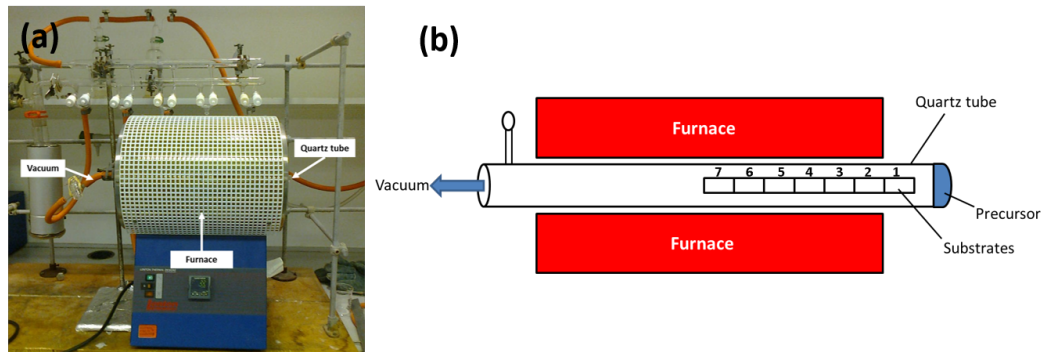 (a)
Vacuum
Quartz tube
Furnace
(b)
Quartz tube
Furnace
7 6 5 4 3 2 1
Vacuum
Precursor
Substrates
Furnace